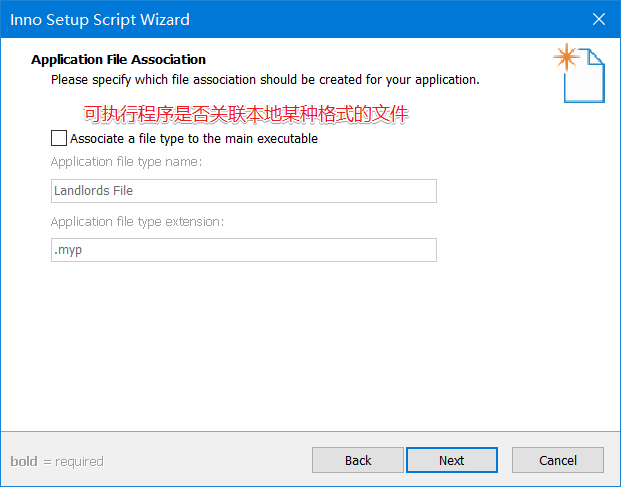 Inno Setup Script Wizard
Application File Association
Please specify which file association should be created for your application.
可执行程序是否关联本地某种格式的文件
Associate a file type to the main executable
Application file type name:
Landlords File
Application file type extension:
.myp
bold = required
Back
Next
Cancel